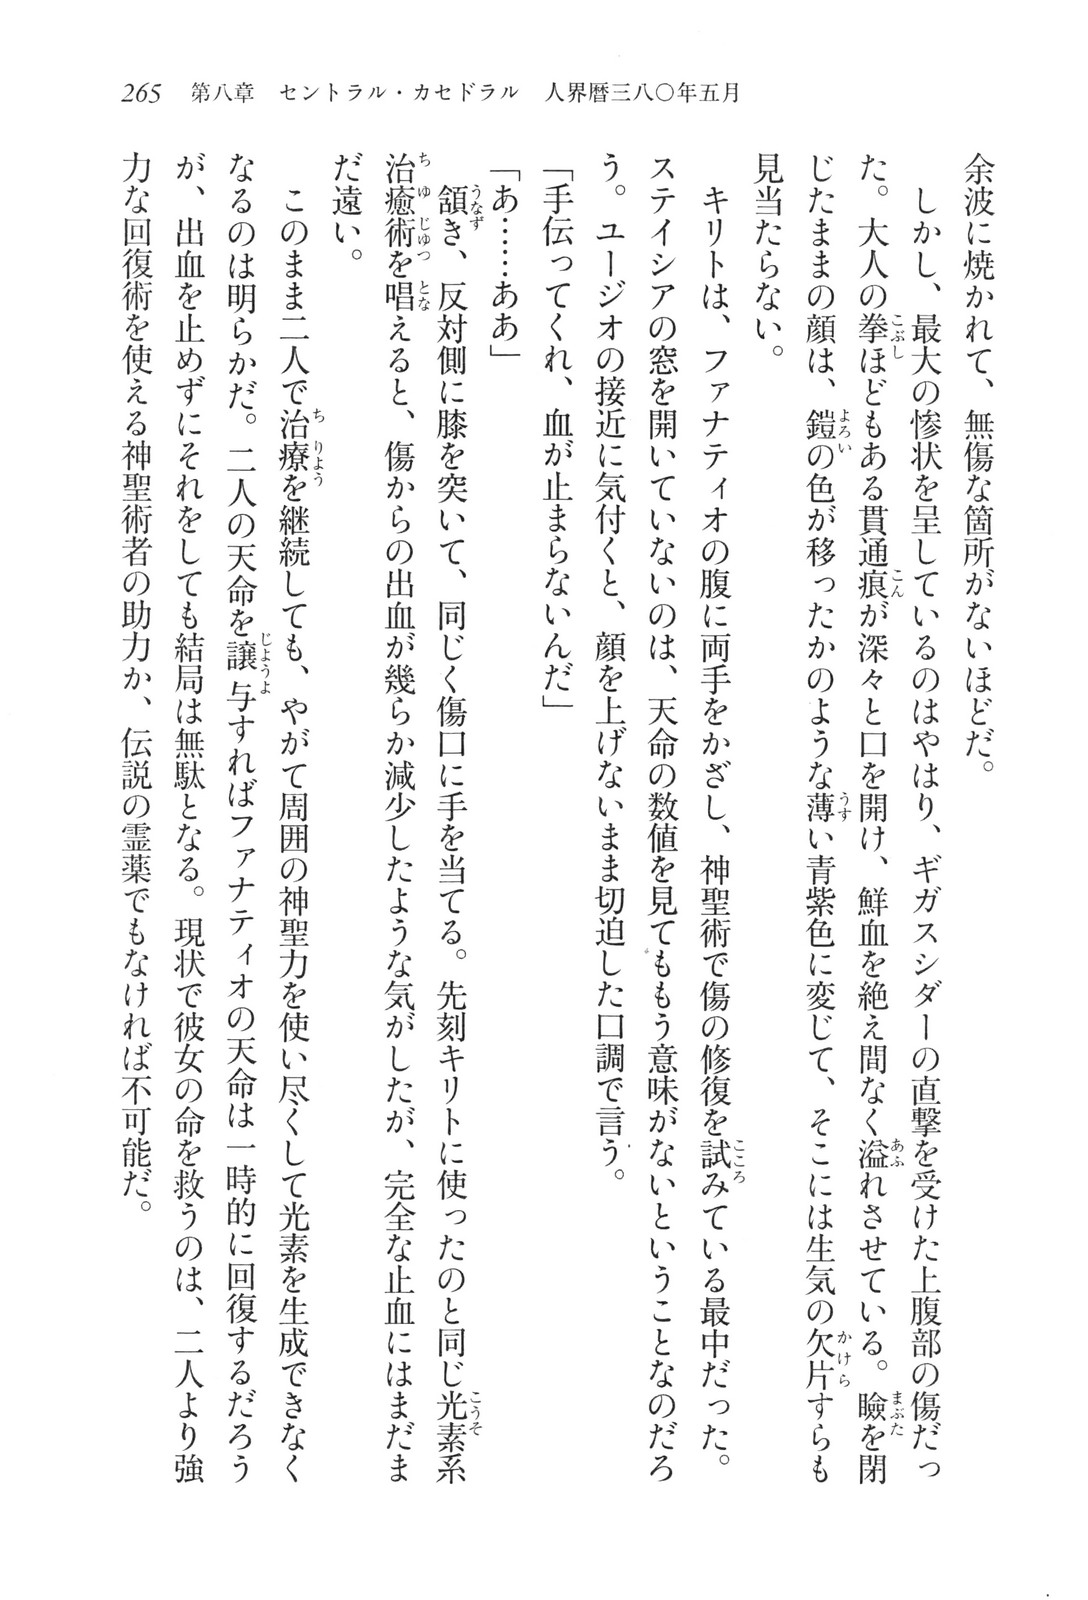 265　第八章　セントラル・カセドラル　人界暦三八〇年五月
余波に焼かれて、無傷な箇所がないほどだ。
　しかし、最大の惨状を呈しているのはやはり、ギガスシダーの直撃を受けた上腹部の傷だっ
た。大人の拳ほどもある貫通痕が深々と口を開け、鮮血を絶え間なく溢れさせている。瞼を閉
じたままの顔は、鎧の色が移ったかのような薄い青紫色に変じて、そこには生気の欠片すらも
見当たらない。
　キリトは、ファナティオの腹に両手をかざし、神聖術で傷の修復を試みている最中だった。
ステイシアの窓を開いていないのは、天命の数値を見てももう意味がないということなのだろ
う。ユージオの接近に気付くと、顔を上げないまま切迫した口調で言う。
「手伝ってくれ、血が止まらないんだ」
「あ……ああ」
　頷き、反対側に膝を突いて、同じく傷口に手を当てる。先刻キリトに使ったのと同じ光素系
治癒術を唱えると、傷からの出血が幾らか減少したような気がしたが、完全な止血にはまだま
だ遠い。
　このまま二人で治療を継続しても、やがて周囲の神聖力を使い尽くして光素を生成できなく
なるのは明らかだ。二人の天命を譲与すればファナティオの天命は一時的に回復するだろう
が、出血を止めずにそれをしても結局は無駄となる。現状で彼女の命を救うのは、二人より強
力な回復術を使える神聖術者の助力か、伝説の霊薬でもなければ不可能だ。